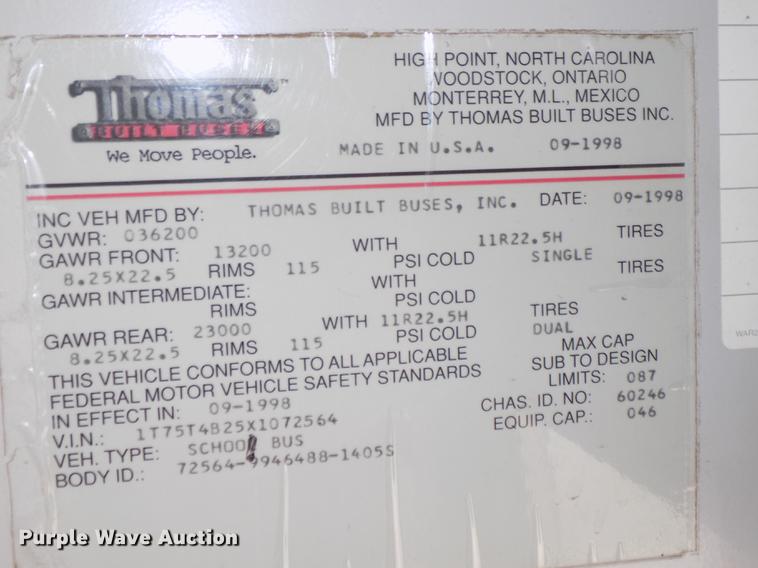 HIGH POINT, NORTH CAROLINA
WOODSTOCK, ONTARIO
MONTERREY, M.L., MEXICO
MFD BY THOMAS BUILT BUSES INC.
Thomas
BUILT BUSES
We Move People.
MADE IN U.S.A. 09-1998
INC VEH MFD BY: THOMAS BUILT BUSES, INC. DATE: 09-1998
GVWR: 036200
GAWR FRONT: 13200 WITH 11R22.5H TIRES
8.25X22.5 RIMS 115 PSI COLD SINGLE
GAWR INTERMEDIATE: WITH TIRES
RIMS PSI COLD
GAWR REAR: 23000 WITH 11R22.5H TIRES
8.25X22.5 RIMS 115 PSI COLD DUAL
THIS VEHICLE CONFORMS TO ALL APPLICABLE
FEDERAL MOTOR VEHICLE SAFETY STANDARDS
IN EFFECT IN: 09-1998
V.I.N.: 1T75T4B25X1072564
VEH. TYPE: SCHOOL BUS
BODY ID.: 72564-9946488-1405S
MAX CAP
SUB TO DESIGN
LIMITS: 087
CHAS. ID. NO: 60246
EQUIP. CAP.: 046
Purple Wave Auction